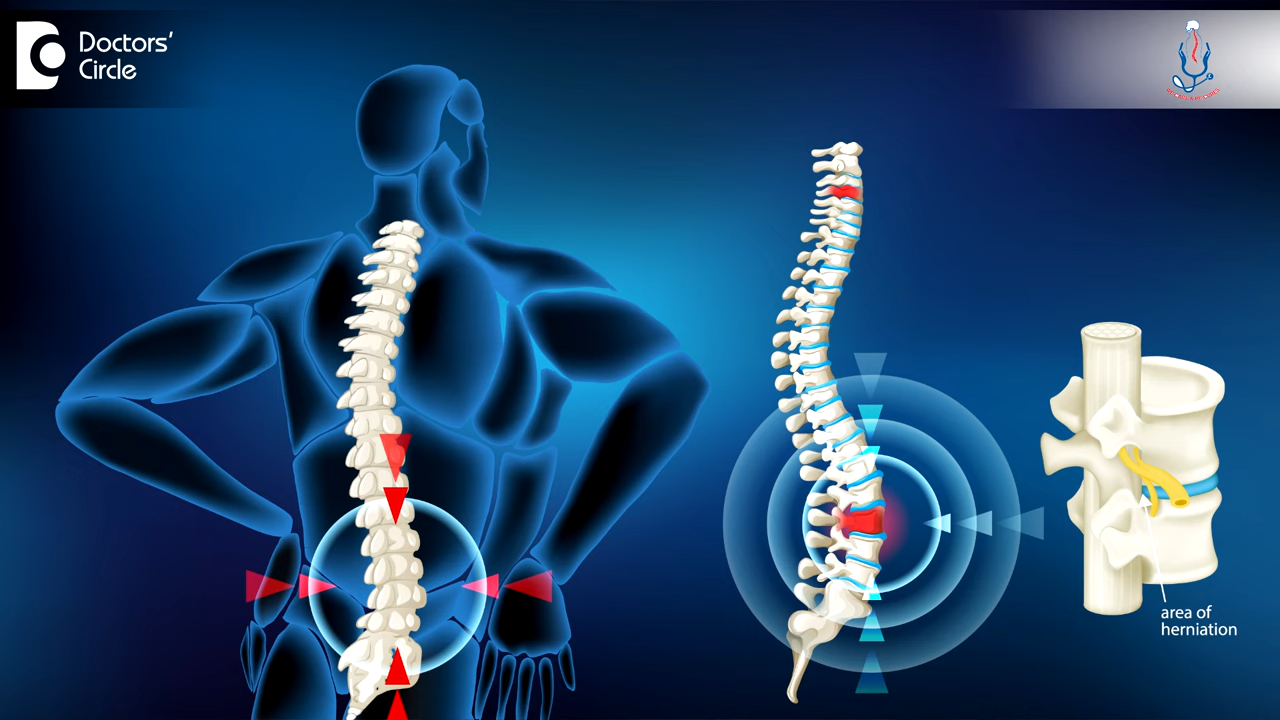 Doctors'
Circle
area of
herniation